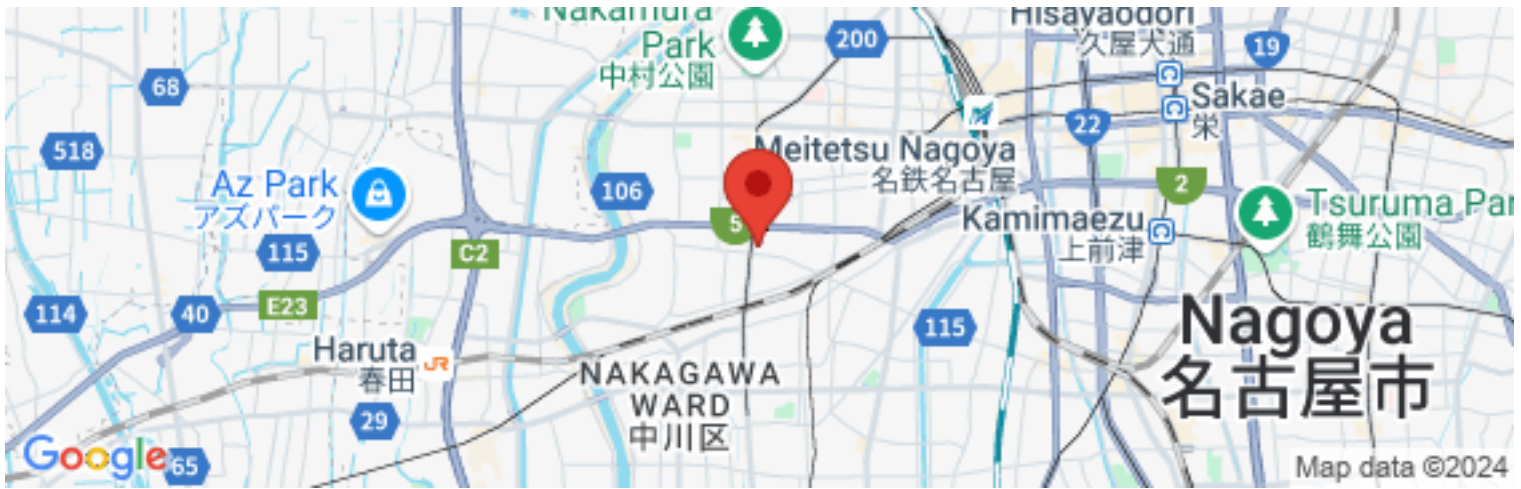 Nakamura
Park
中村公園
200
Hisayaodori
久屋大通
19
68
Sakae
栄
22
518
Meitetsu Nagoya
名鉄名古屋
Az Park
アズパーク
106
2
5
Tsuruma Par
鶴舞公園
Kamimaezu
上前津
115
C2
E23
114
40
115
Haruta
春田
JR
Nagoya
名古屋市
NAKAGAWA
WARD
中川区
29
Google
65
Map data ©2024